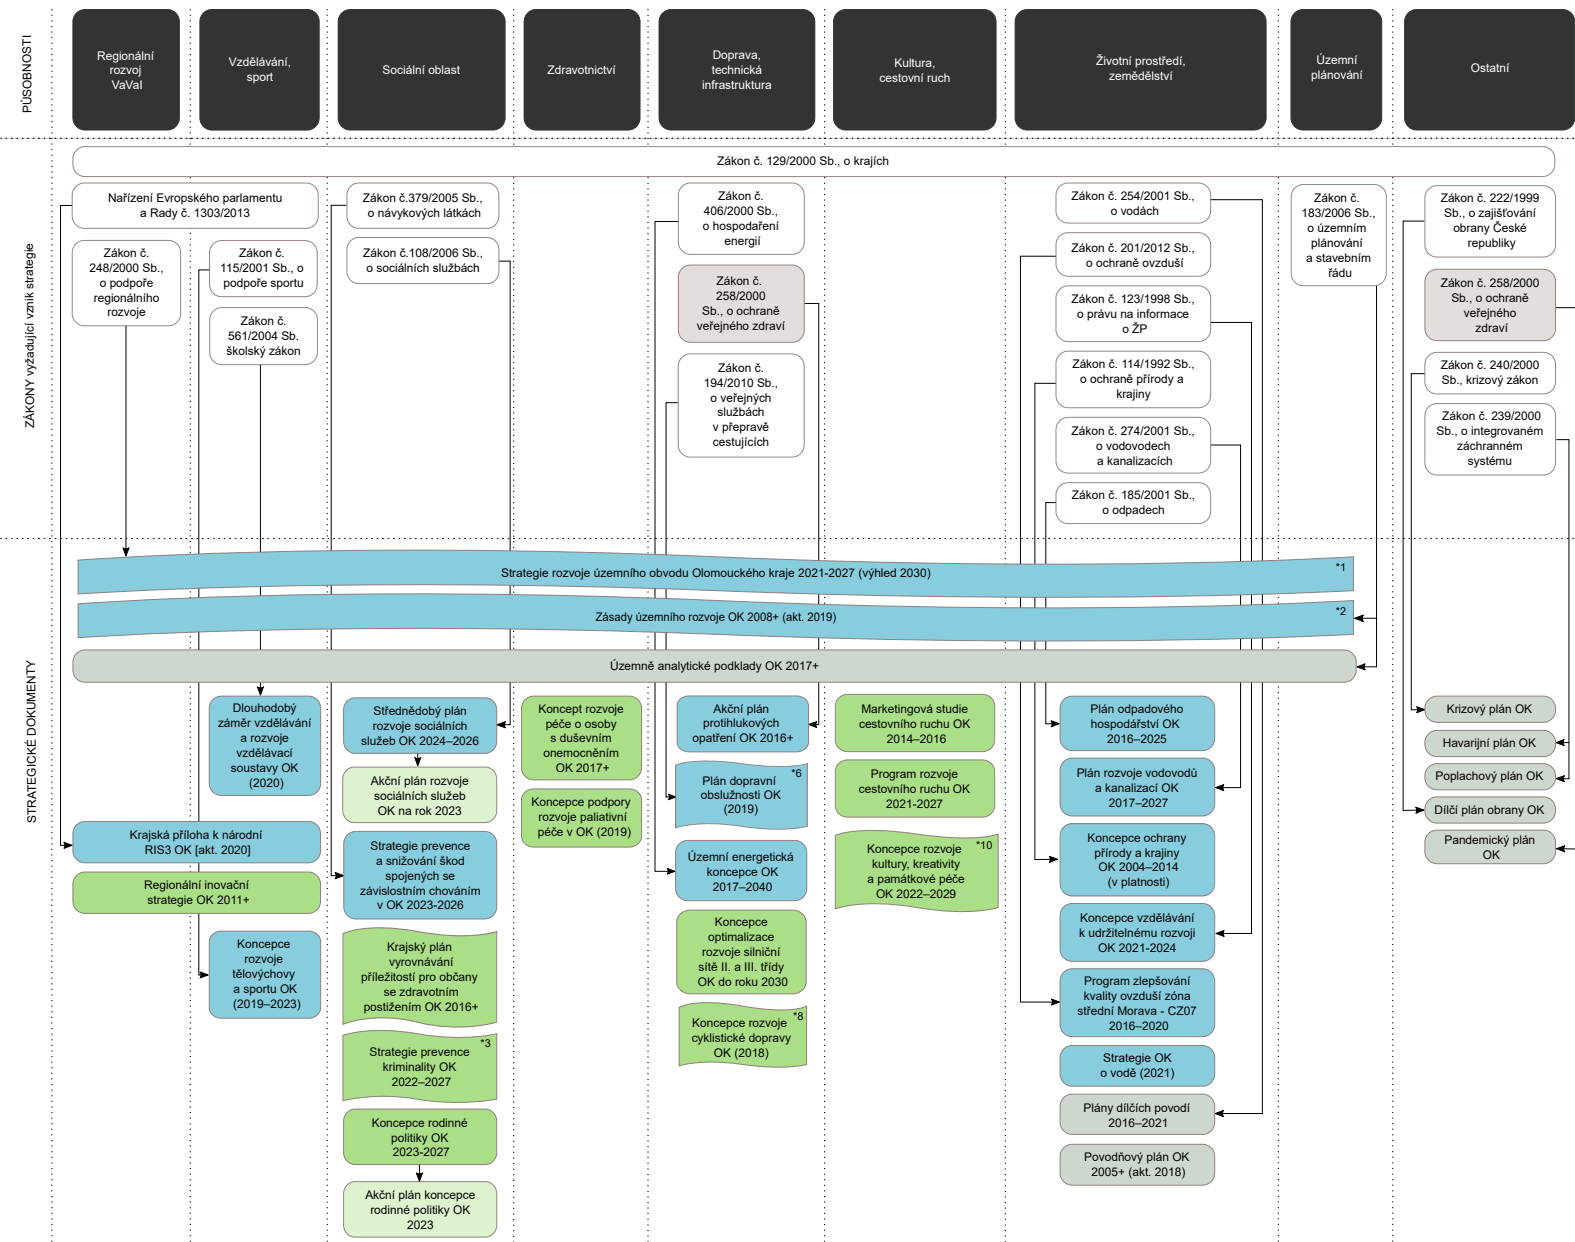 PŮSOBNOSTI
Regionální
rozvoj
VaVaI
Vzdělávání,
sport
Sociální oblast
Zdravotnictví
Doprava,
technická
infrastruktura
Kultura,
cestovní ruch
Životní prostředí,
zemědělství
Územní
plánování
Ostatní
ZÁKONY vyžadující vznik strategie
Zákon č. 129/2000 Sb., o krajích
Nařízení Evropského parlamentu
a Rady č. 1303/2013
Zákon č.
248/2000 Sb.,
o podpoře
regionálního
rozvoje
Zákon č.
115/2001 Sb., o
podpoře sportu
Zákon č.
561/2004 Sb.
školský zákon
Zákon č.379/2005 Sb.,
o návykových látkách
Zákon č.108/2006 Sb.,
o sociálních službách
Zákon č.
406/2000 Sb.,
o hospodaření
energií
Zákon č.
258/2000
Sb., o ochraně
veřejného zdraví
Zákon č.
194/2010 Sb.,
o veřejných
službách
v přepravě
cestujících
Zákon č. 254/2001 Sb.,
o vodách
Zákon č. 201/2012 Sb.,
o ochraně ovzduší
Zákon č. 123/1998 Sb.,
o právu na informace
o ŽP
Zákon č. 114/1992 Sb.,
o ochraně přírody a
krajiny
Zákon č. 274/2001 Sb.,
o vodovodech
a kanalizacích
Zákon č. 185/2001 Sb.,
o odpadech
Zákon č.
183/2006 Sb.,
o územním
plánování
a stavebním
řádu
Zákon č. 222/1999
Sb., o zajišťování
obrany České
republiky
Zákon č. 258/2000
Sb., o ochraně
veřejného
zdraví
Zákon č. 240/2000
Sb., krizový zákon
Zákon č. 239/2000
Sb., o integrovaném
záchranném
systému
STRATEGICKÉ DOKUMENTY
Strategie rozvoje územního obvodu Olomouckého kraje 2021-2027 (výhled 2030)
*1
Zásady územního rozvoje OK 2008+ (akt. 2019)
*2
Územně analytické podklady OK 2017+
Dlouhodobý
záměr vzdělávání
a rozvoje
vzdělávací
soustavy OK
(2020)
Krajská příloha k národní
RIS3 OK [akt. 2020]
Regionální inovační
strategie OK 2011+
Koncepce
rozvoje
tělovýchovy
a sportu OK
(2019–2023)
Střednědobý plán
rozvoje sociálních
služeb OK 2024–2026
Akční plán rozvoje
sociálních služeb
OK na rok 2023
Strategie prevence
a snižování škod
spojených se
závislostním chováním
v OK 2023-2026
Krajský plán
vyrovnávání
příležitostí pro občany
se zdravotním
postižením OK 2016+
*3
Strategie prevence
kriminality OK
2022–2027
Koncepce rodinné
politiky OK
2023-2027
Akční plán koncepce
rodinné politiky OK
2023
Koncept rozvoje
péče o osoby
s duševním
onemocněním
OK 2017+
Koncepce podpory
rozvoje paliativní
péče v OK (2019)
Akční plán
protihlukových
opatření OK 2016+
*6
Plán dopravní
obslužnosti OK
(2019)
Územní energetická
koncepce OK
2017–2040
Koncepce
optimalizace
rozvoje silniční
sítě II. a III. třídy
OK do roku 2030
*8
Koncepce rozvoje
cyklistické dopravy
OK (2018)
Marketingová studie
cestovního ruchu OK
2014–2016
Program rozvoje
cestovního ruchu OK
2021-2027
*10
Koncepce rozvoje
kultury, kreativity
a památkové péče
OK 2022–2029
Plán odpadového
hospodářství OK
2016–2025
Plán rozvoje vodovodů
a kanalizací OK
2017–2027
Koncepce ochrany
přírody a krajiny
OK 2004–2014
(v platnosti)
Koncepce vzdělávání
k udržitelnému rozvoji
OK 2021-2024
Program zlepšování
kvality ovzduší zóna
střední Morava - CZ07
2016–2020
Strategie OK
o vodě (2021)
Plány dílčích povodí
2016–2021
Povodňový plán OK
2005+ (akt. 2018)
Krizový plán OK
Havarijní plán OK
Poplachový plán OK
Dílčí plán obrany OK
Pandemický plán
OK